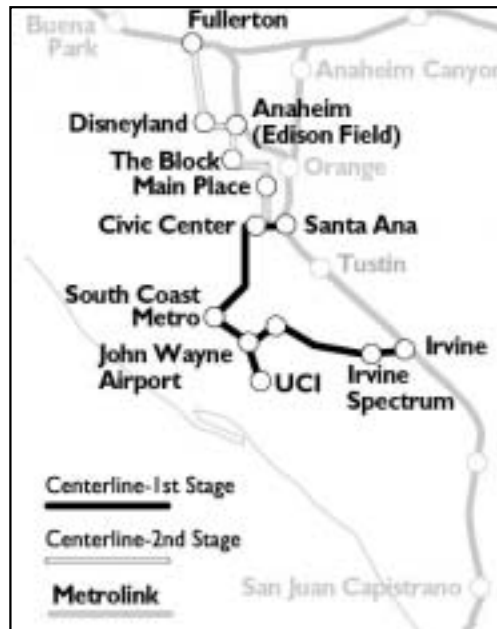 Fullerton
Buena
Park
Anaheim Canyon
Disneyland
Anaheim
(Edison Field)
The Block
Orange
Main Place
Civic Center
Santa Ana
Tustin
South Coast
Metro
John Wayne
Airport
Irvine
UCI
Irvine
Spectrum
Centerline-1st Stage
Centerline-2nd Stage
Metrolink
San Juan Capistrano